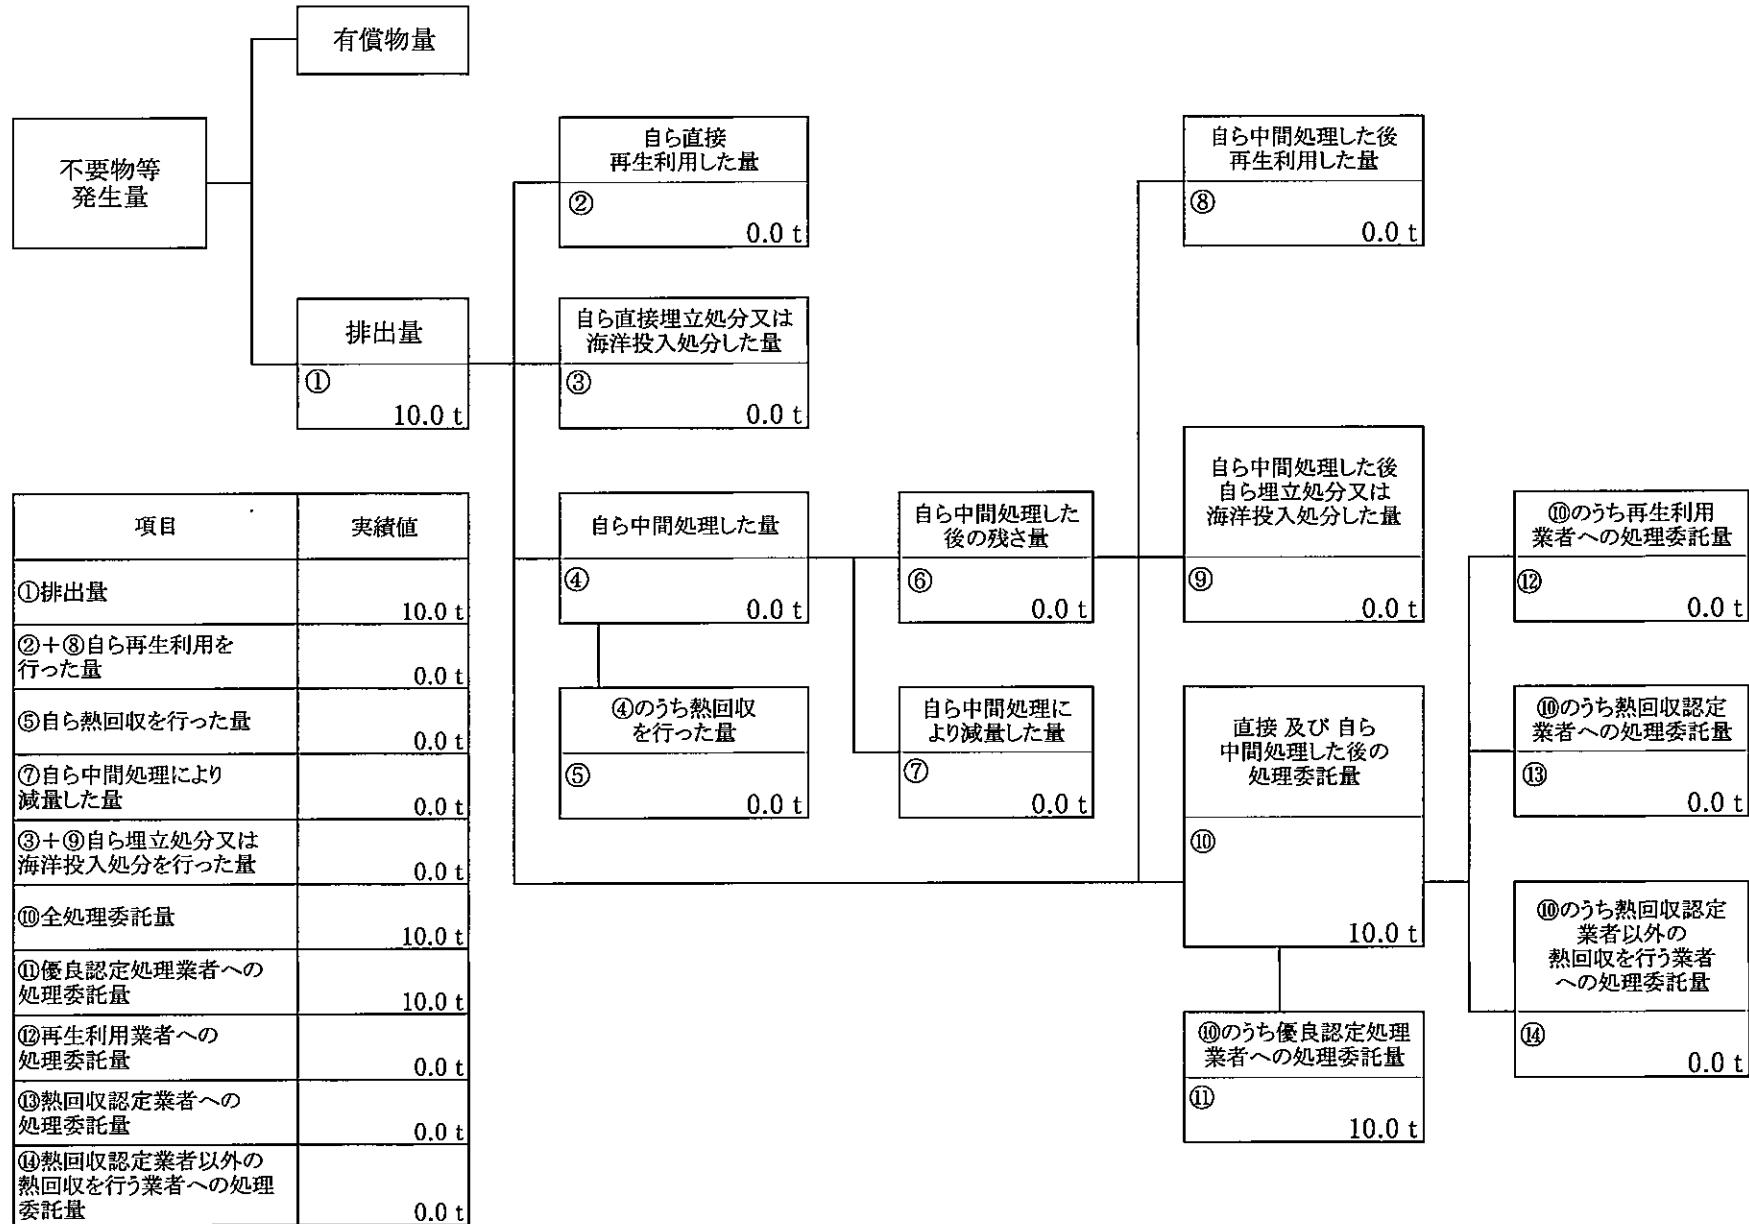 有償物量
不要物等
発生量
自ら直接
再生利用した量
②
0.0 t
自ら中間処理した後
再生利用した量
⑧
0.0 t
排出量
①
10.0 t
自ら直接埋立処分又は
海洋投入処分した量
③
0.0 t
自ら中間処理した量
④
0.0 t
自ら中間処理した
後の残さ量
⑥
0.0 t
自ら中間処理した後
自ら埋立処分又は
海洋投入処分した量
⑨
0.0 t
⑩のうち再生利用
業者への処理委託量
⑫
0.0 t
④のうち熱回収
を行った量
⑤
0.0 t
自ら中間処理に
より減量した量
⑦
0.0 t
直接 及び 自ら
中間処理した後の
処理委託量
⑩
10.0 t
⑩のうち熱回収認定
業者への処理委託量
⑬
0.0 t
⑩のうち熱回収認定
業者以外の
熱回収を行う業者
への処理委託量
⑭
0.0 t
⑩のうち優良認定処理
業者への処理委託量
⑪
10.0 t
項目 実績値
①排出量
10.0 t
②+⑧自ら再生利用を
行った量
0.0 t
⑤自ら熱回収を行った量
0.0 t
⑦自ら中間処理により
減量した量
0.0 t
③+⑨自ら埋立処分又は
海洋投入処分を行った量
0.0 t
⑩全処理委託量
10.0 t
⑪優良認定処理業者への
処理委託量
10.0 t
⑫再生利用業者への
処理委託量
0.0 t
⑬熱回収認定業者への
処理委託量
0.0 t
⑭熱回収認定業者以外の
熱回収を行う業者への処理
委託量
0.0 t